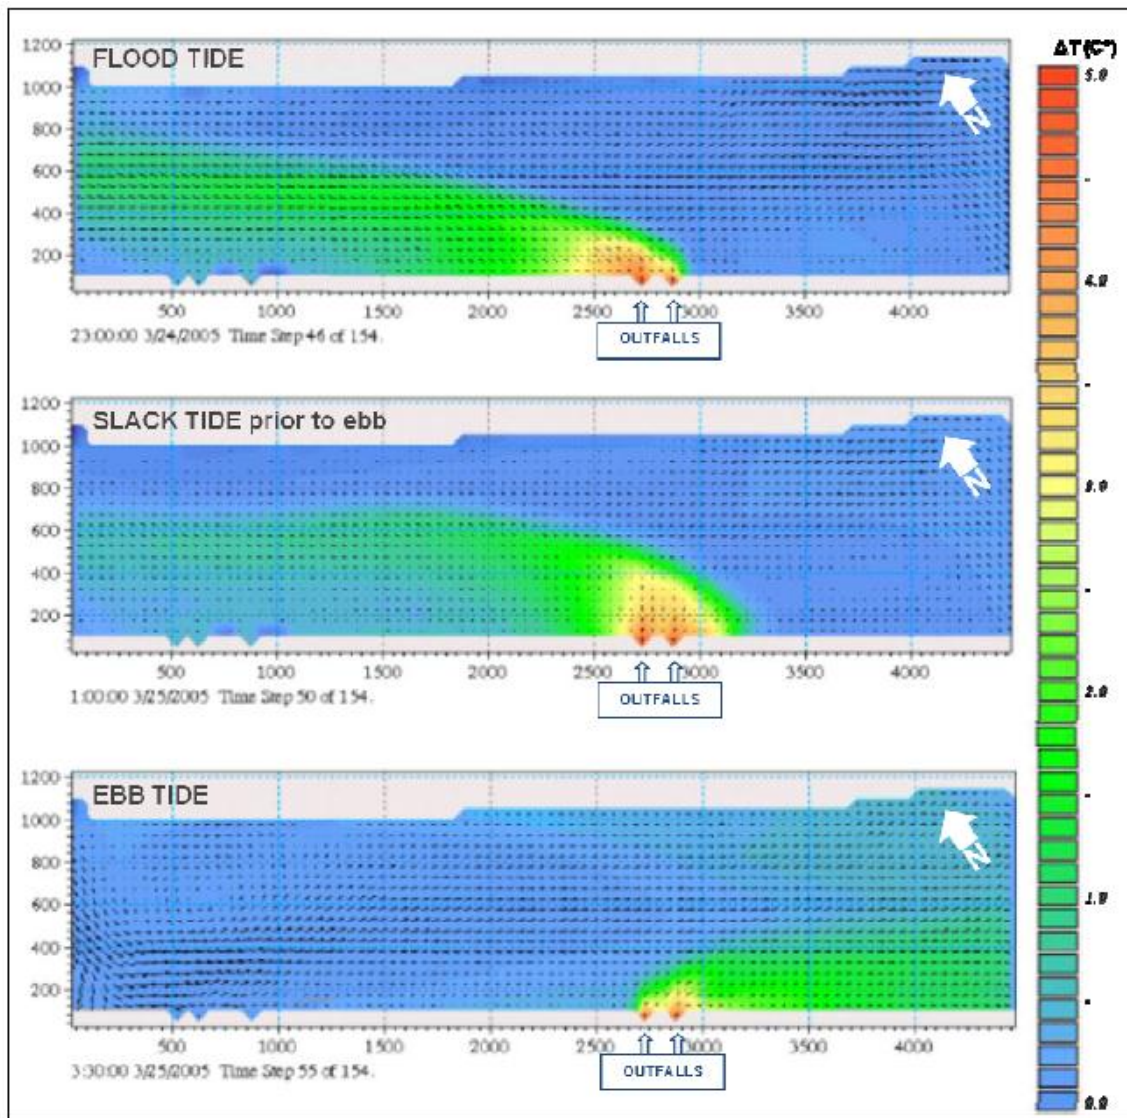 FLOOD TIDE
ΔT(C°)
1200
1000
800
600
400
200
N
500 1000 1500 2000 2500 3000 3500 4000
23:00:00 3/24/2005 Time Step 46 of 154.
OUTFALLS
SLACK TIDE prior to ebb
1200
1000
800
600
400
200
N
500 1000 1500 2000 2500 3000 3500 4000
1:00:00 3/25/2005 Time Step 50 of 154.
OUTFALLS
EBB TIDE
1200
1000
800
600
400
200
N
500 1000 1500 2000 2500 3000 3500 4000
3:30:00 3/25/2005 Time Step 55 of 154.
OUTFALLS
5.0
4.0
3.0
2.0
1.0
0.0